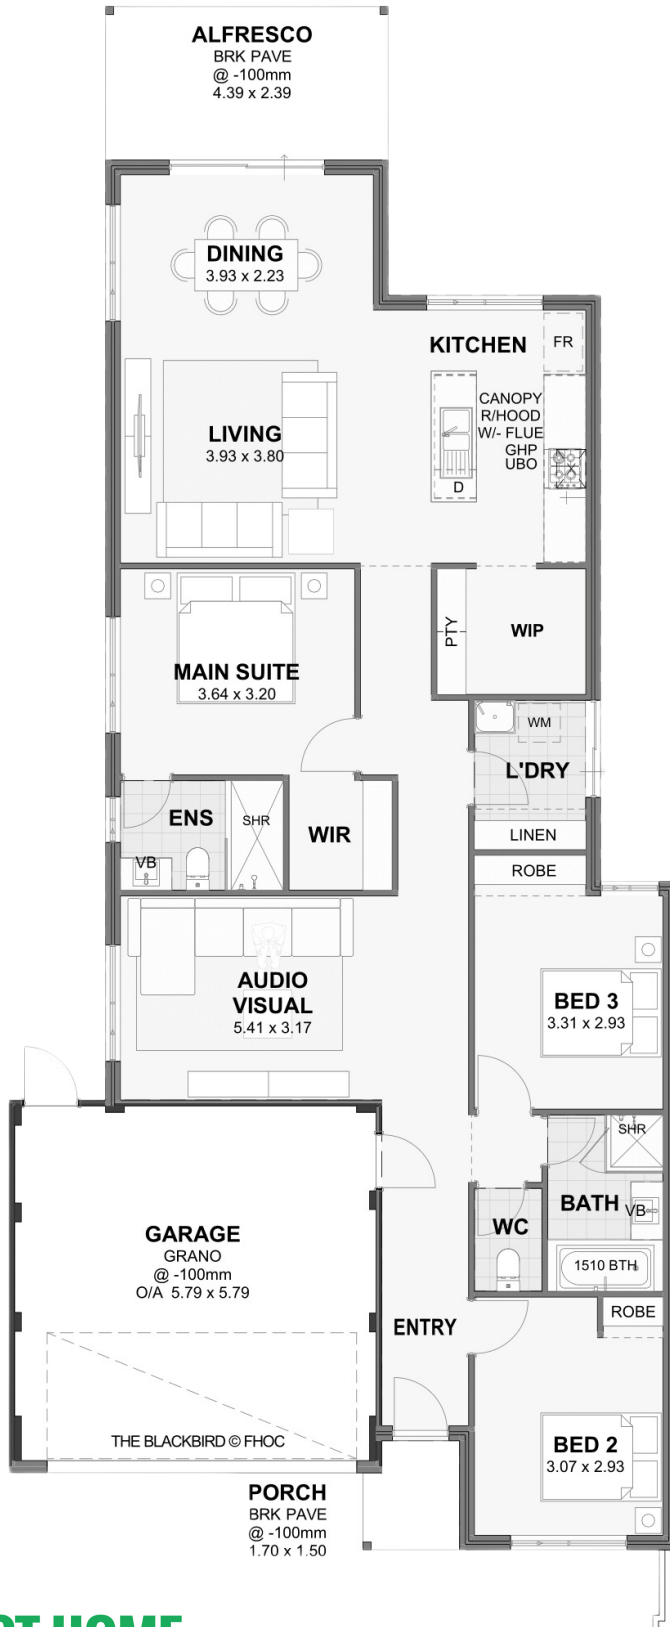 ALFRESCO
BRK PAVE
@ -100mm
4.39 x 2.39
DINING
3.93 x 2.23
KITCHEN
FR
CANOPY
R/HOOD
W/- FLUE
GHP
UBO
LIVING
3.93 x 3.80
D
PTY
WIP
MAIN SUITE
3.64 x 3.20
WM
L'DRY
ENS
SHR
WIR
LINEN
VB
ROBE
AUDIO
VISUAL
5.41 x 3.17
BED 3
3.31 x 2.93
SHR
BATH
VB
WC
GARAGE
GRANO
@ -100mm
O/A 5.79 x 5.79
1510 BTH
ROBE
ENTRY
THE BLACKBIRD © FHOC
BED 2
3.07 x 2.93
PORCH
BRK PAVE
@ -100mm
1.70 x 1.50